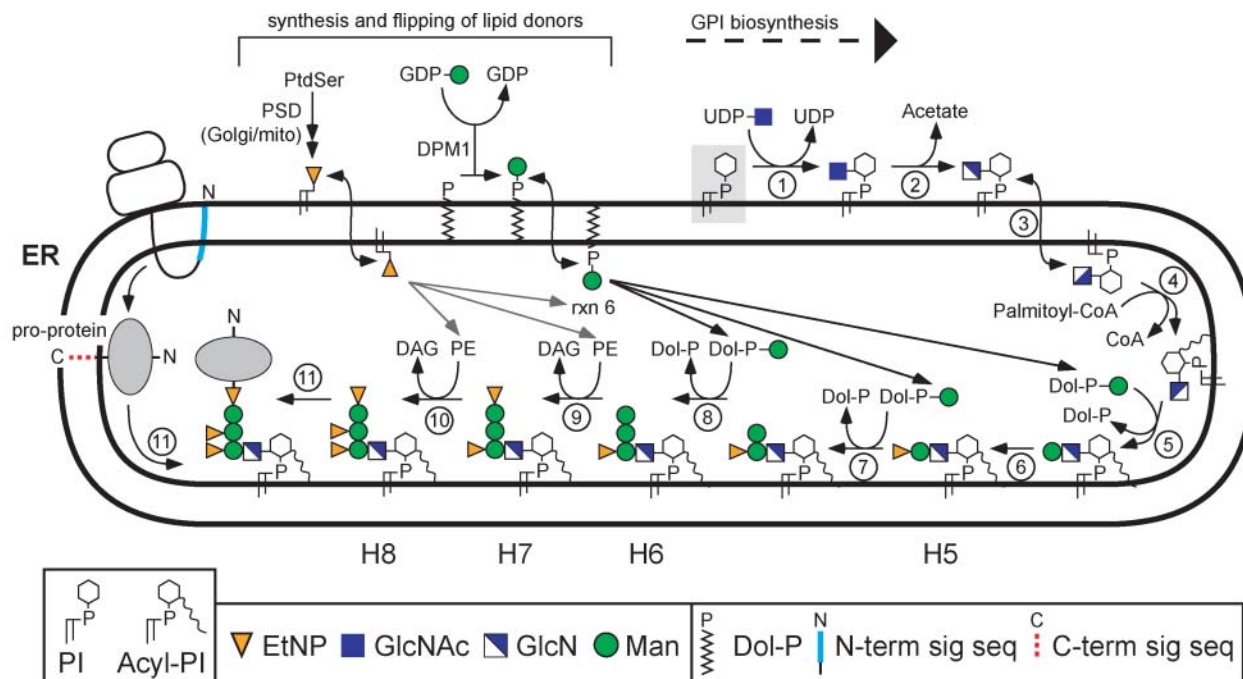 synthesis and flipping of lipid donors
GPI biosynthesis
PtdSer
PSD
(Golgi/mito)
GDP
GDP
DPM1
P
P
UDP
UDP
1
P
P
Acetate
2
P
3
N
ER
P
rxn 6
P
4
Palmitoyl-CoA
CoA
P
pro-protein
C
N
N
DAG PE
DAG PE
Dol-P Dol-P
Dol-P Dol-P
Dol-P
Dol-P
5
11
11
10
9
8
7
6
P
P
P
P
P
P
P
H8
H7
H6
H5
P
PI
P
Acyl-PI
EtNP
GlcNAc
GlcN
Man
P
Dol-P
N
N-term sig seq
C
C-term sig seq